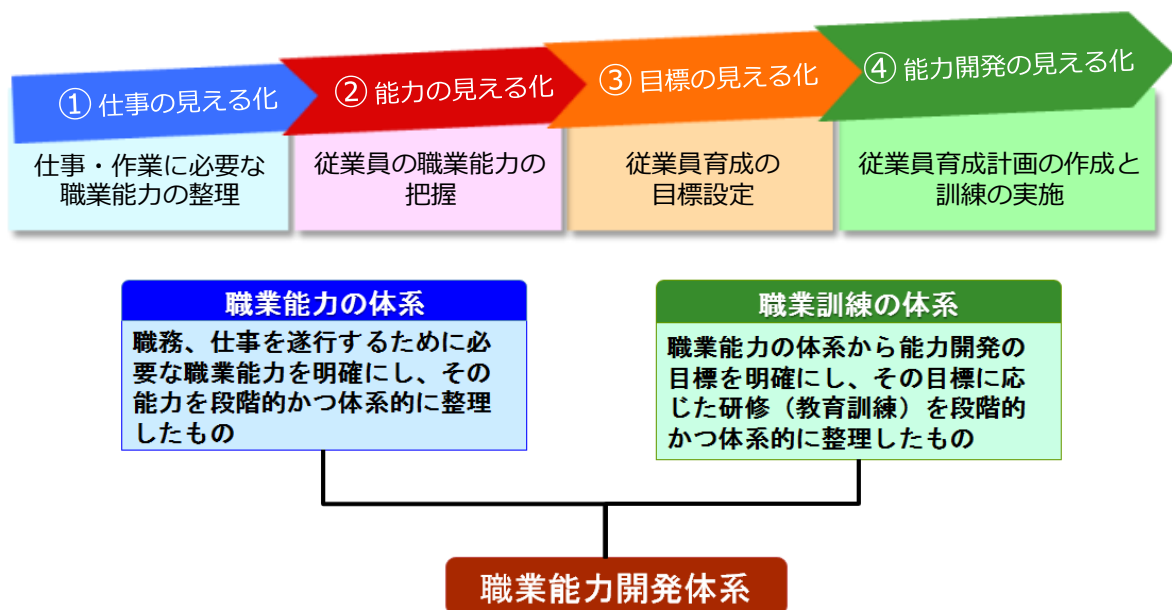 ① 仕事の見える化
② 能力の見える化
③ 目標の見える化
④ 能力開発の見える化
仕事・作業に必要な
職業能力の整理
従業員の職業能力の
把握
従業員育成の
目標設定
従業員育成計画の作成と
訓練の実施
職業能力の体系
職務、仕事を遂行するために必
要な職業能力を明確にし、その
能力を段階的かつ体系的に整理
したもの
職業訓練の体系
職業能力の体系から能力開発の
目標を明確にし、その目標に応
じた研修（教育訓練）を段階的
かつ体系的に整理したもの
職業能力開発体系